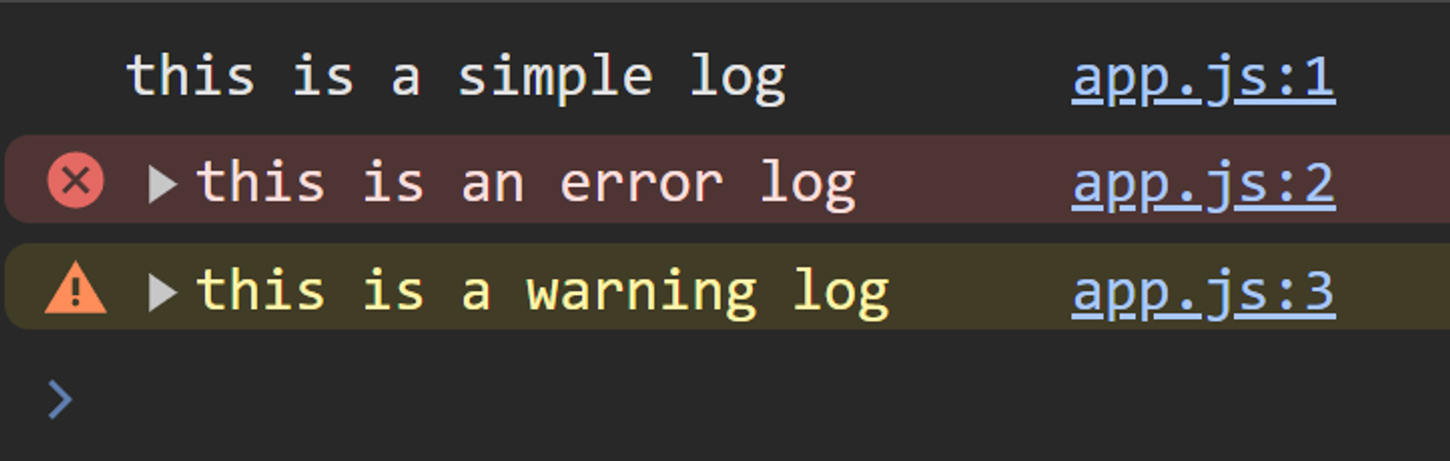 this is a simple log app.js:1
this is an error log app.js:2
this is a warning log app.js:3